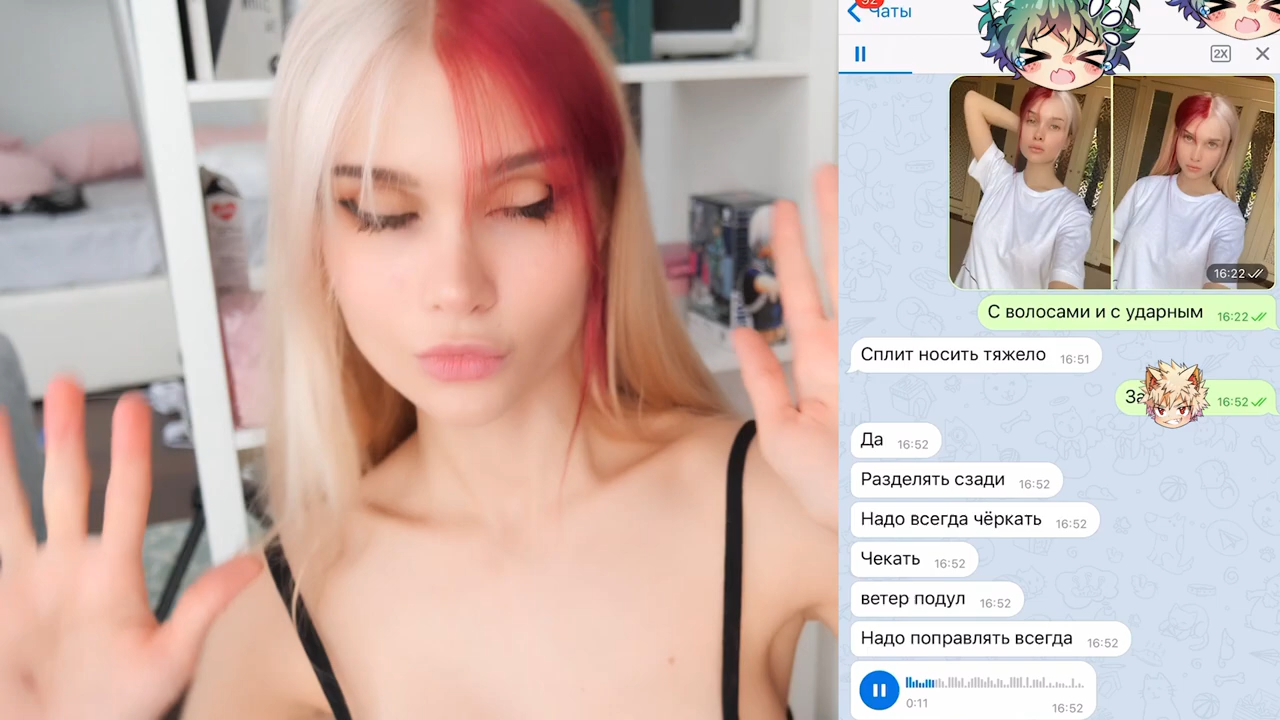 92
Чаты
2X
16:22
С волосами и с ударным 16:22
Сплит носить тяжело 16:51
16:52
Да 16:52
Разделять сзади 16:52
Надо всегда чёркать 16:52
Чекать 16:52
ветер подул 16:52
Надо поправлять всегда 16:52
0:11 16:52